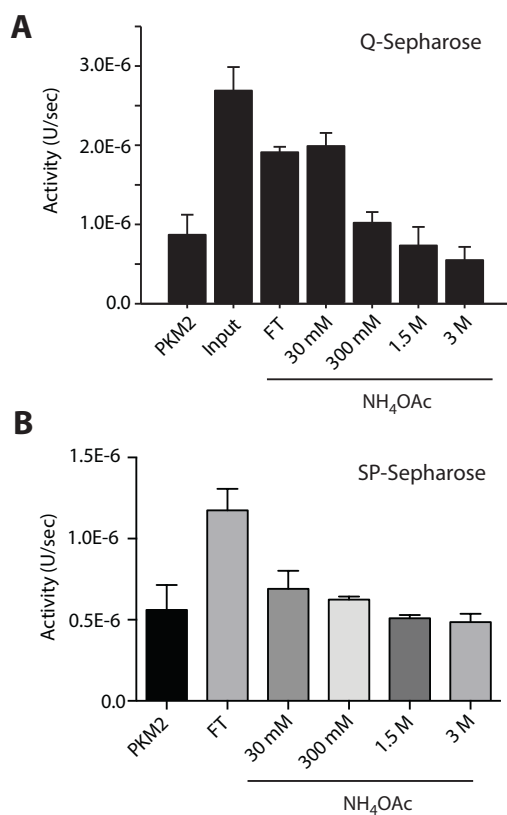 A
Q-Sepharose
Activity (U/sec)
3.0E-6
2.0E-6
1.0E-6
0.0
PKM2
Input
FT
30 mM
300 mM
1.5 M
3 M
NH₄OAc
B
SP-Sepharose
Activity (U/sec)
1.5E-6
1.0E-6
0.5E-6
0.0
PKM2
FT
30 mM
300 mM
1.5 M
3 M
NH₄OAc